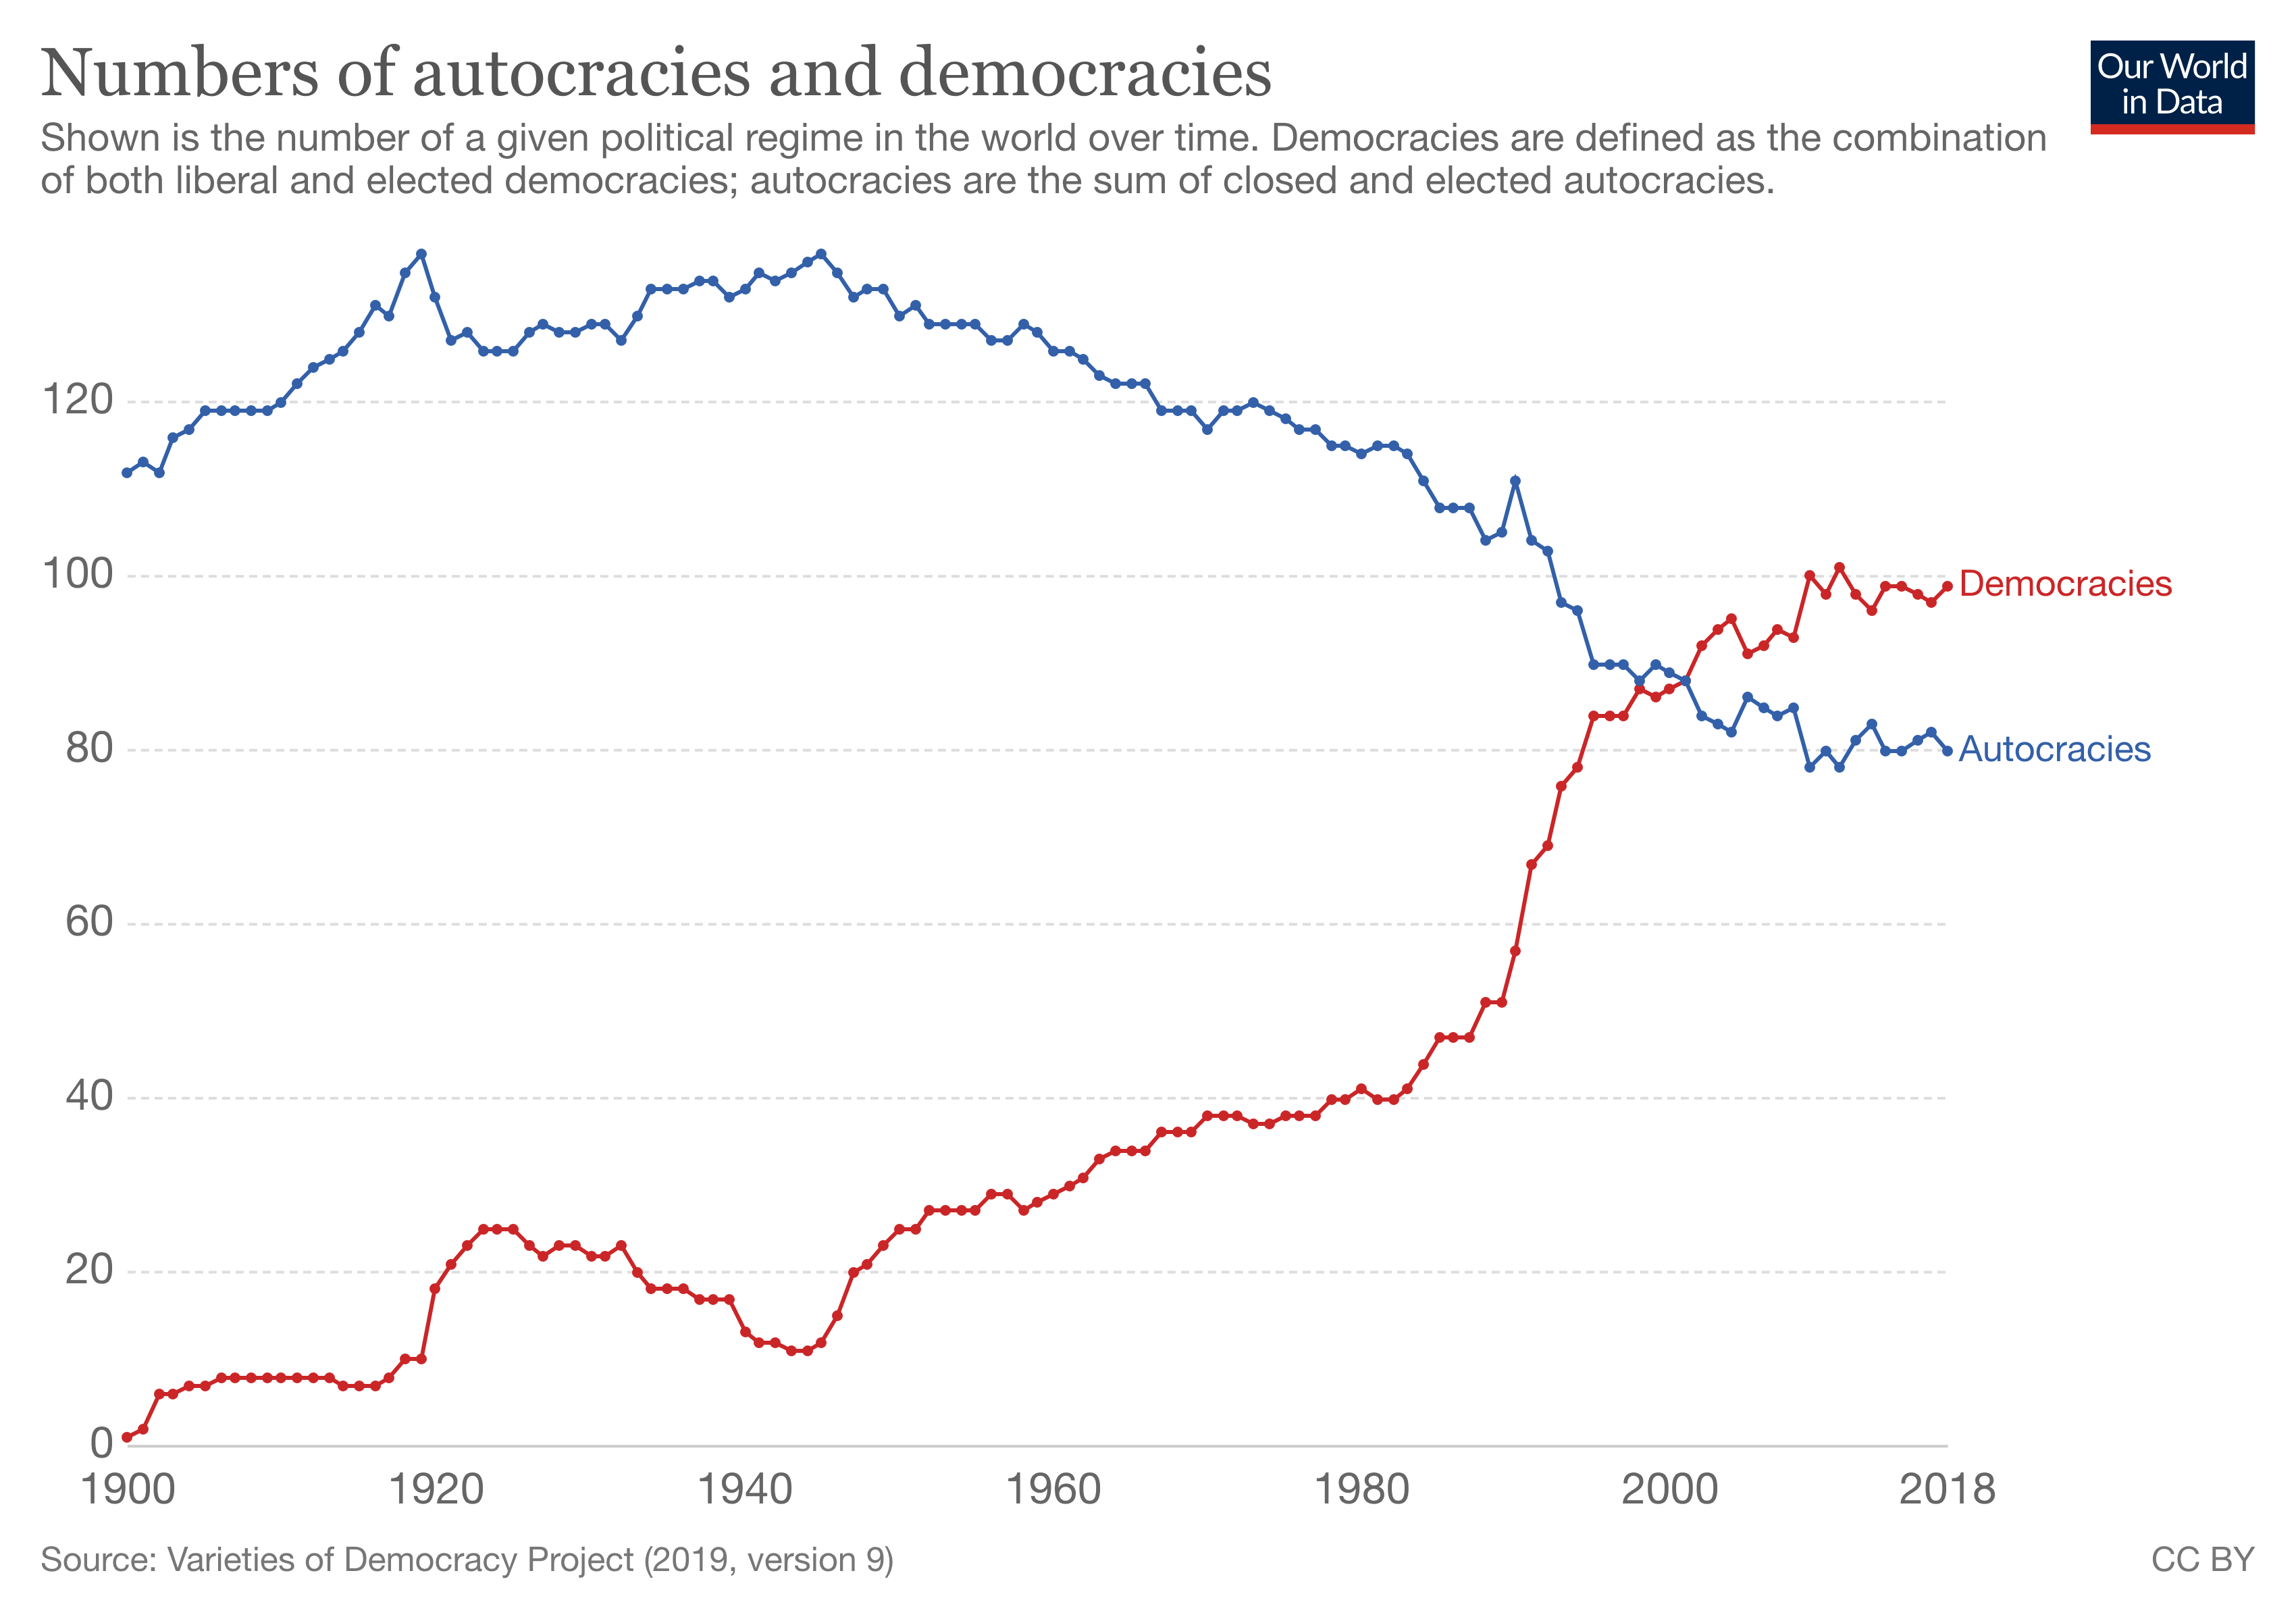 Numbers of autocracies and democracies
Our World
in Data
Shown is the number of a given political regime in the world over time. Democracies are defined as the combination
of both liberal and elected democracies; autocracies are the sum of closed and elected autocracies.
120
100
Democracies
80
Autocracies
60
40
20
0
1900 1920 1940 1960 1980 2000 2018
Source: Varieties of Democracy Project (2019, version 9)
CC BY